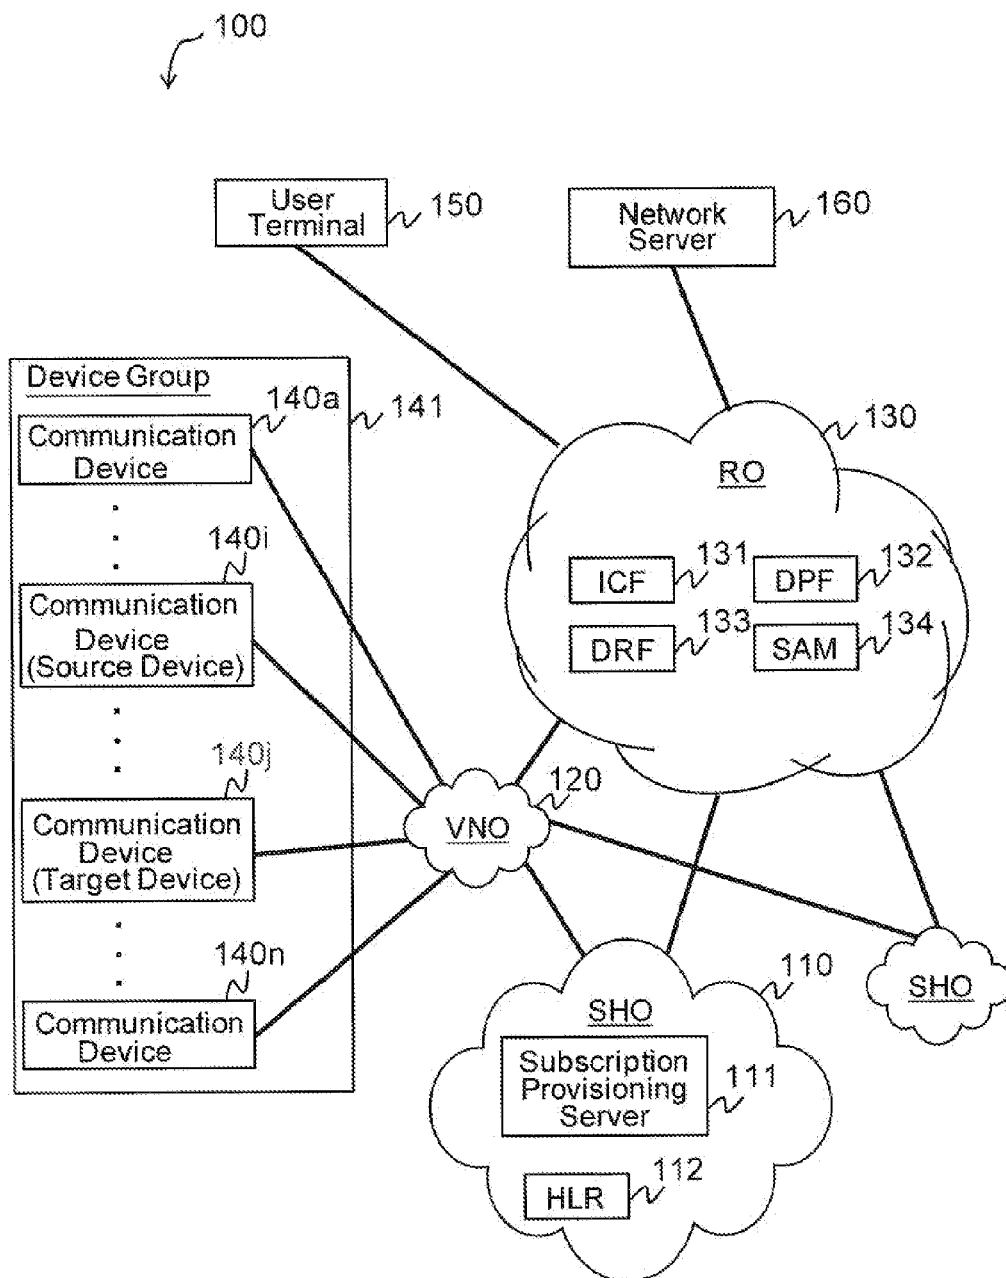 100
User
Terminal
150
Network
Server
160
Device Group
141
140a
Communication
Device
140i
Communication
Device
(Source Device)
140j
Communication
Device
(Target Device)
140n
Communication
Device
130
RO
ICF
131
DPF
132
DRF
133
SAM
134
120
VNO
110
SHO
Subscription
Provisioning
Server
111
HLR
112
SHO